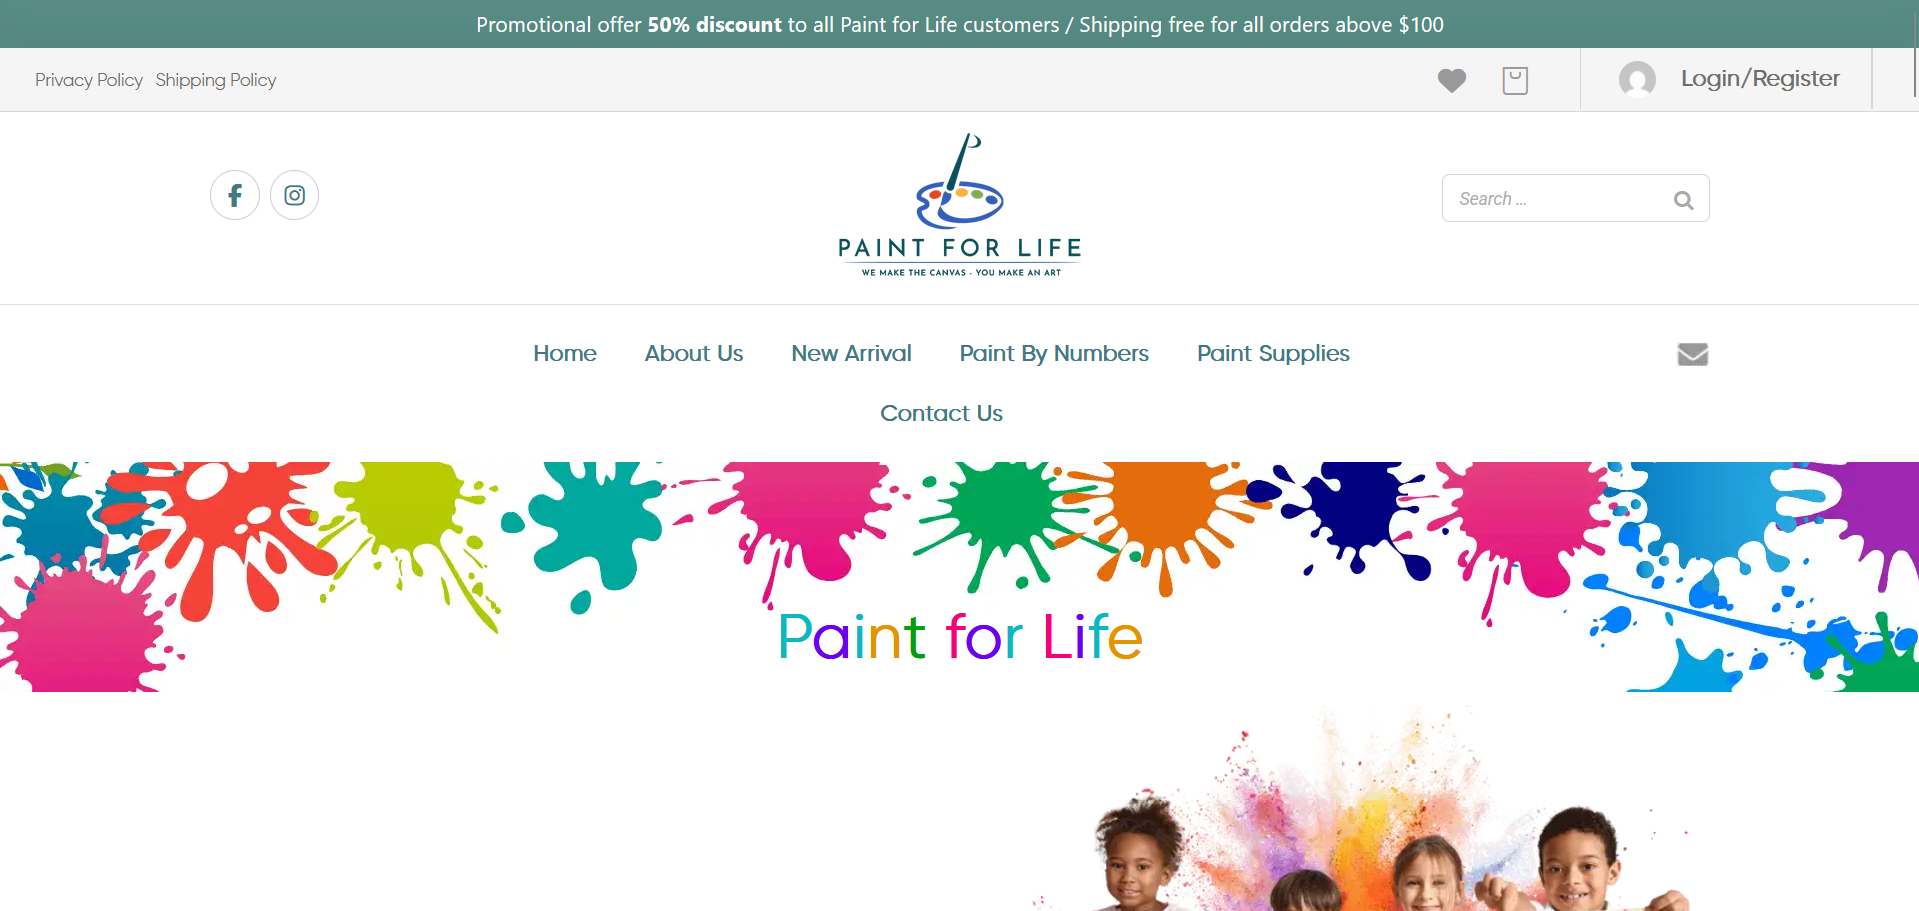 Promotional offer 50% discount to all Paint for Life customers / Shipping free for all orders above $100
Privacy Policy Shipping Policy
Login/Register
PAINT FOR LIFE
WE MAKE THE CANVAS - YOU MAKE AN ART
Search ...
Home About Us New Arrival Paint By Numbers Paint Supplies
Contact Us
Paint for Life